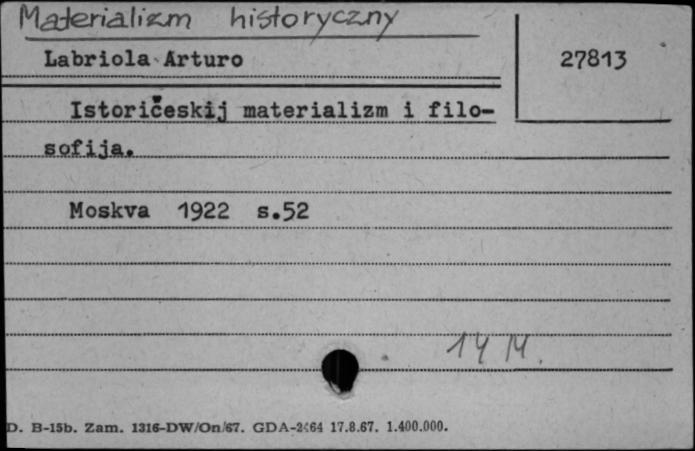 Materializm historyczny
Labriola Arturo
27813
Istoričeskij materializm i filo-
sofija.
Moskva 1922 s.52
14 M.
D. B-15b. Zam. 1316-DW/On/67. GDA-2464 17.8.67. 1.400.000.